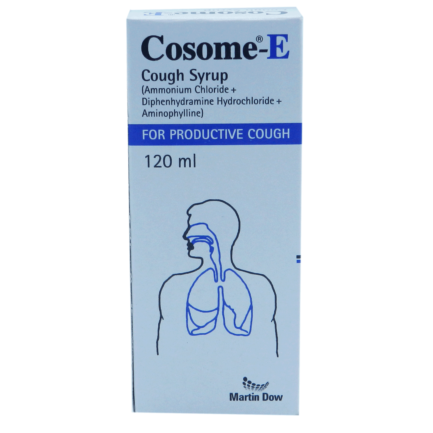 Cosome®-E
Cough Syrup
(Ammonium Chloride +
Diphenhydramine Hydrochloride +
Aminophylline)
FOR PRODUCTIVE COUGH
120 ml
Martin Dow